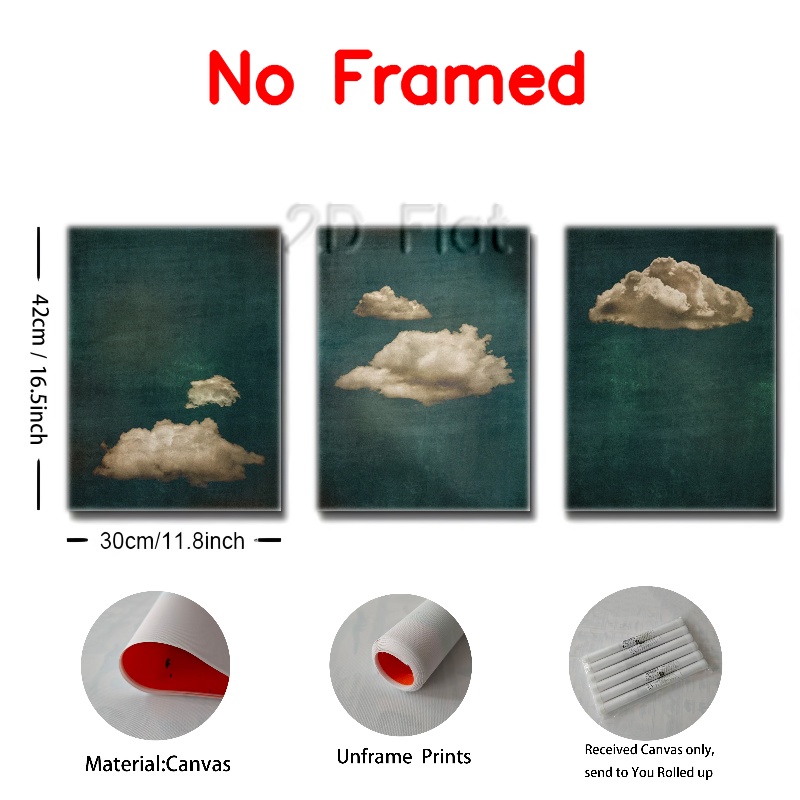 No Framed
2D Flat
42cm / 16.5inch
30cm/11.8inch
Material:Canvas
Unframe Prints
Received Canvas only,
send to You Rolled up